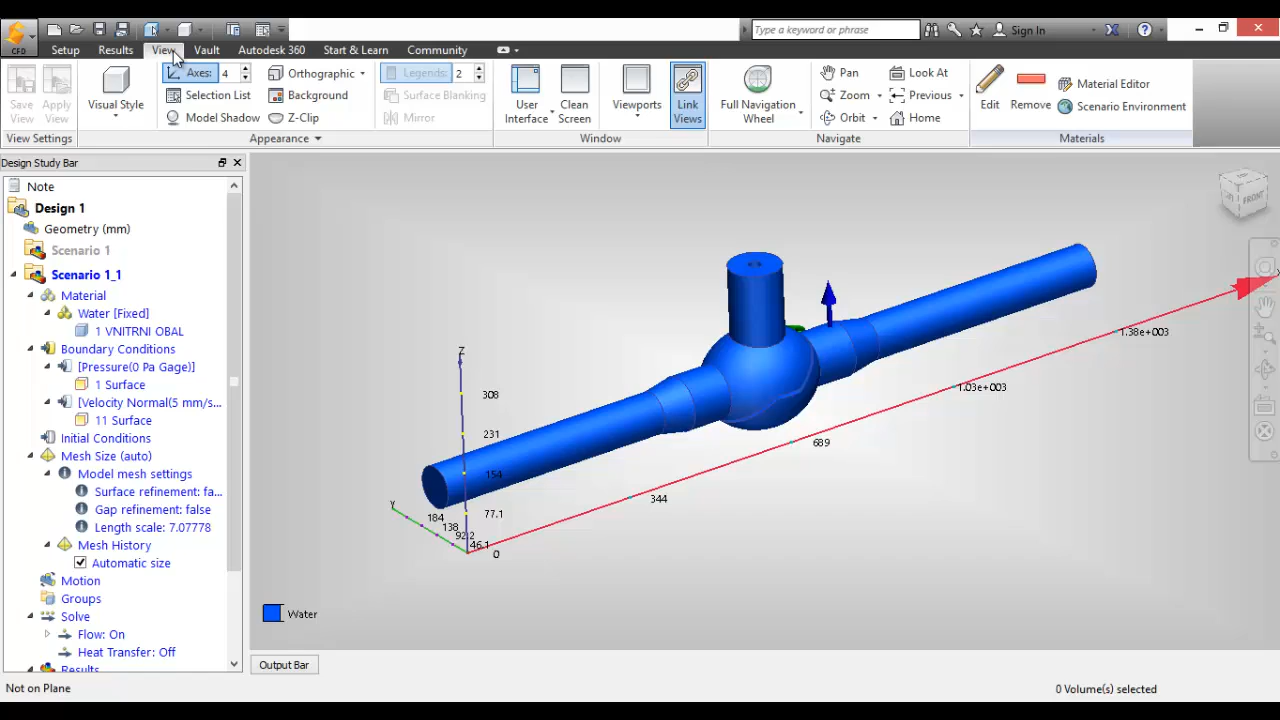 CFD
Type a keyword or phrase
Sign In
Setup Results View Vault Autodesk 360 Start & Learn Community
Save View
Apply View
View Settings
Visual Style
Axes: 4
Selection List
Model Shadow
Orthographic
Background
Z-Clip
Appearance
Legends: 2
Surface Blanking
Mirror
User Interface
Clean Screen
Viewports
Link Views
Window
Full Navigation Wheel
Pan
Zoom
Orbit
Look At
Previous
Home
Navigate
Edit
Remove
Material Editor
Scenario Environment
Materials
Design Study Bar
Note
Design 1
Geometry (mm)
Scenario 1
Scenario 1_1
Material
Water [Fixed]
1 VNITRNI OBAL
Boundary Conditions
[Pressure(0 Pa Gage)]
1 Surface
[Velocity Normal(5 mm/s...
11 Surface
Initial Conditions
Mesh Size (auto)
Model mesh settings
Surface refinement: fa...
Gap refinement: false
Length scale: 7.07778
Mesh History
Automatic size
Motion
Groups
Solve
Flow: On
Heat Transfer: Off
Results
FRONT
Z
308
231
154
77.1
0
Y
184
138
92.2
46.1
344
689
1.03e+003
1.38e+003
Water
Output Bar
Not on Plane
0 Volume(s) selected